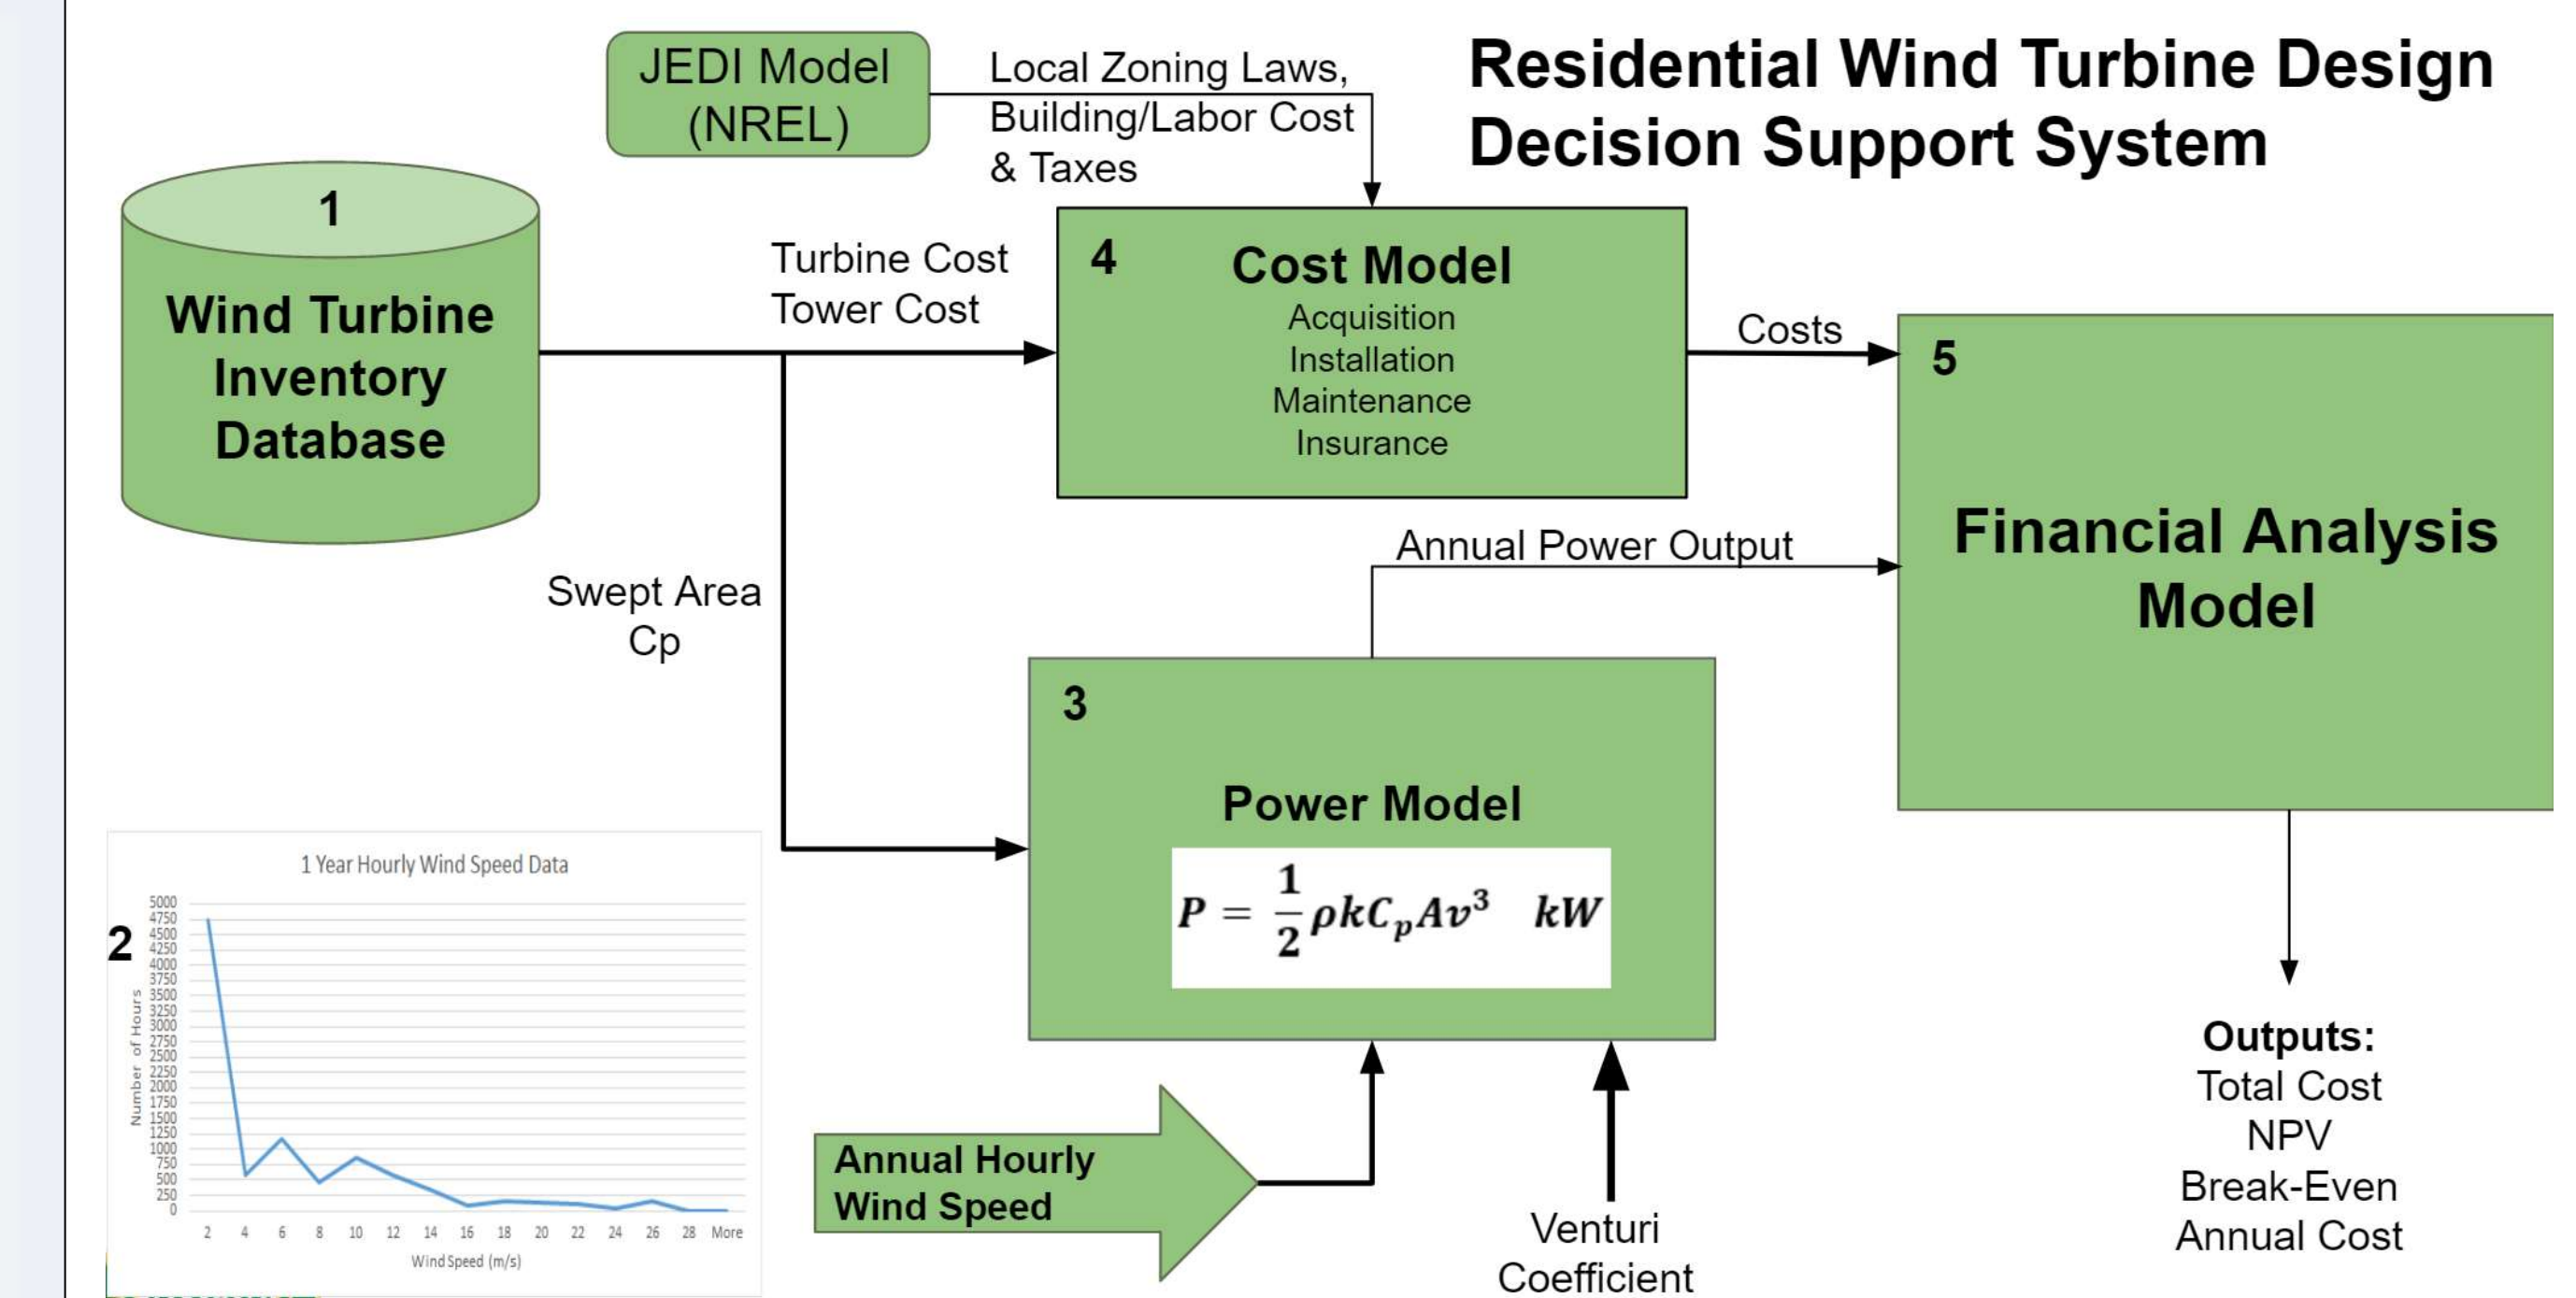 Residential Wind Turbine Design
Decision Support System
JEDI Model
(NREL)
Local Zoning Laws,
Building/Labor Cost
& Taxes
1
Wind Turbine
Inventory
Database
Turbine Cost
Tower Cost
4
Cost Model
Acquisition
Installation
Maintenance
Insurance
Costs
5
Financial Analysis
Model
Annual Power Output
Swept Area
Cp
3
Power Model
P = 1/2 ρkCₚAv³ kW
2
1 Year Hourly Wind Speed Data
Number of Hours
5000
4750
4500
4250
4000
3750
3500
3250
3000
2750
2500
2250
2000
1750
1500
1250
1000
750
500
250
0
2 4 6 8 10 12 14 16 18 20 22 24 26 28 More
Wind Speed (m/s)
Annual Hourly
Wind Speed
Venturi
Coefficient
Outputs:
Total Cost
NPV
Break-Even
Annual Cost